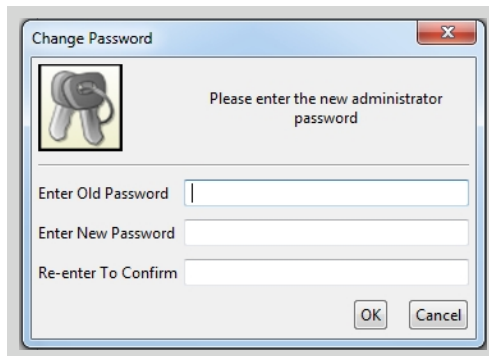 Change Password
Please enter the new administrator
password
Enter Old Password
Enter New Password
Re-enter To Confirm
OK Cancel